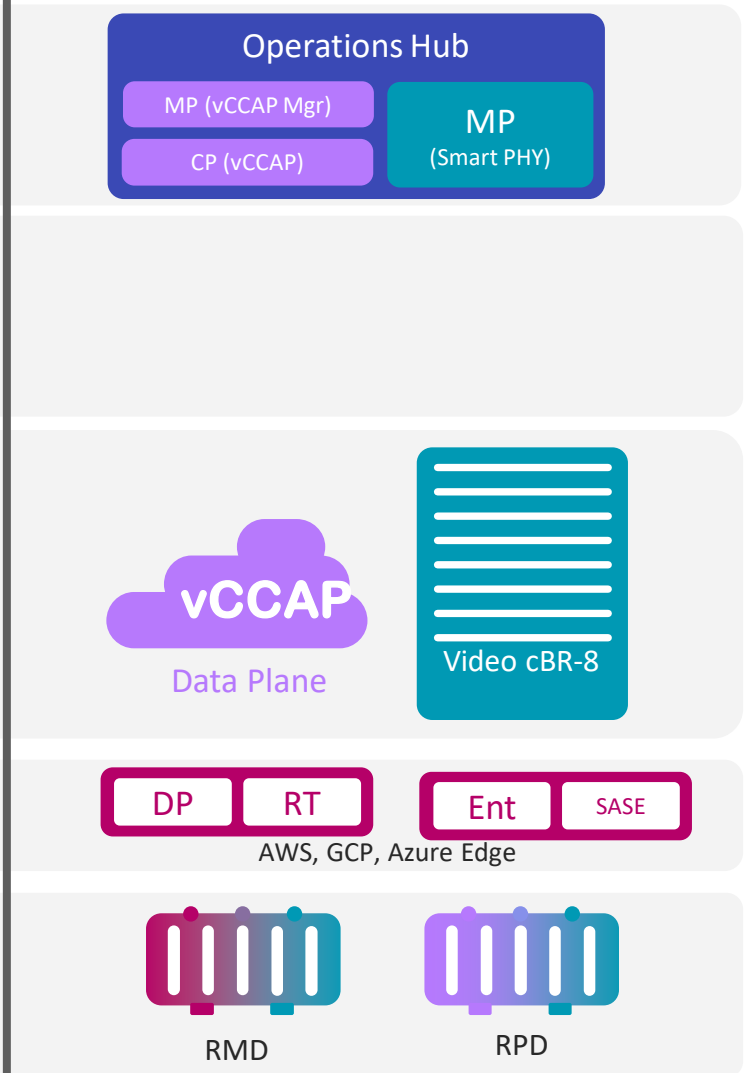 Operations Hub
MP (vCCAP Mgr)
CP (vCCAP)
MP
(Smart PHY)
vCCAP
Data Plane
Video cBR-8
DP
RT
Ent
SASE
AWS, GCP, Azure Edge
RMD
RPD